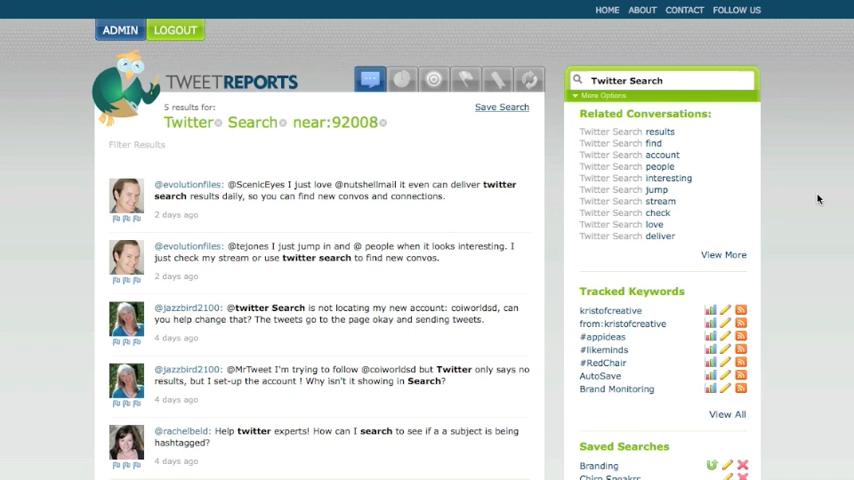 HOME ABOUT CONTACT FOLLOW US
ADMIN LOGOUT
TWEETREPORTS
5 results for:
Save Search
Twitter Search near:92008
Filter Results
@evolutionfiles: @ScenicEyes I just love @nutshellmail it even can deliver twitter
search results daily, so you can find new convos and connections.
2 days ago
@evolutionfiles: @tejones I just jump in and @ people when it looks interesting. I
just check my stream or use twitter search to find new convos.
2 days ago
@jazzbird2100: @twitter Search is not locating my new account: coiworldsd, can
you help change that? The tweets go to the page okay and sending tweets.
4 days ago
@jazzbird2100: @MrTweet I'm trying to follow @coiworldsd but Twitter only says no
results, but I set-up the account ! Why isn't it showing in Search?
4 days ago
@rachelbeld: Help twitter experts! How can I search to see if a a subject is being
hashtagged?
4 days ago
Twitter Search
More Options
Related Conversations:
Twitter Search results
Twitter Search find
Twitter Search account
Twitter Search people
Twitter Search interesting
Twitter Search jump
Twitter Search stream
Twitter Search check
Twitter Search love
Twitter Search deliver
View More
Tracked Keywords
kristofcreative
from:kristofcreative
#appideas
#likeminds
#RedChair
AutoSave
Brand Monitoring
View All
Saved Searches
Branding